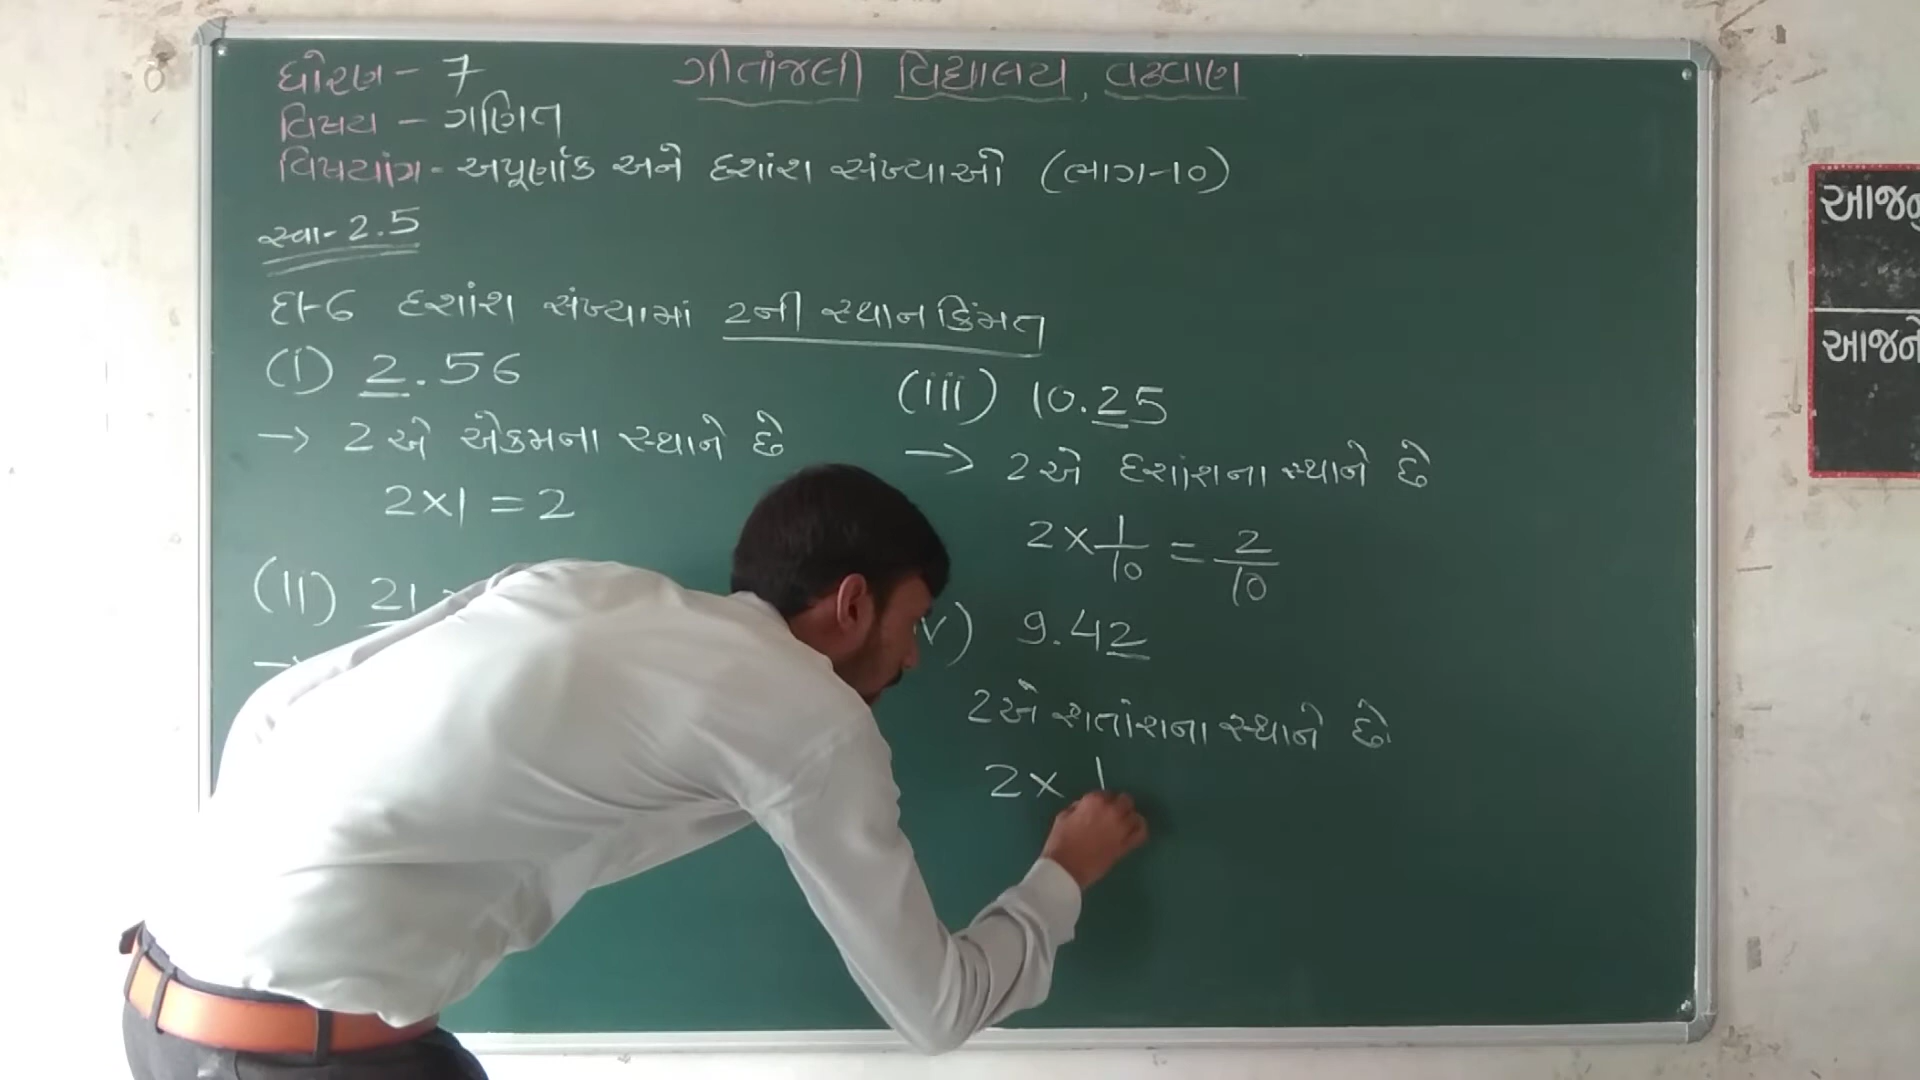 ધોરણ - 7
ગીતાંજલી વિદ્યાલય, વઢવાણ
વિષય - ગણિત
વિષયાંગ - અપૂર્ણાંક અને દશાંશ સંખ્યાઓ (ભાગ-10)
સ્વા-2.5
દા-6 દશાંશ સંખ્યામાં 2ની સ્થાન કિંમત
(i) 2.56
→ 2 એ એકમના સ્થાને છે
2×1 = 2
(ii) 21
→
(iii) 10.25
→ 2 એ દશાંશના સ્થાને છે
2 × 1/10 = 2/10
v) 9.42
2 એ શતાંશના સ્થાને છે
2 × 1
આજનુ
આજને